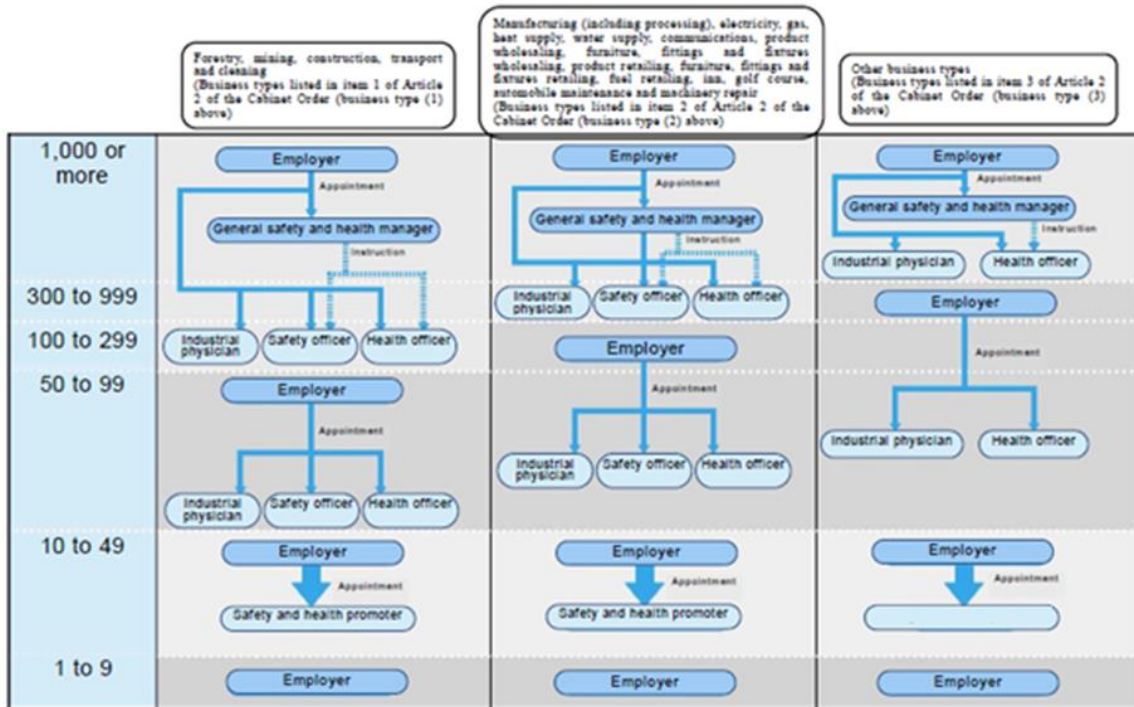 Forestry, mining, construction, transport
and cleaning
(Business types listed in item 1 of Article
2 of the Cabinet Order (business type (1)
above)
Manufacturing (including processing), electricity, gas,
heat supply, water supply, communications, product
wholesaling, furniture, fittings and fixtures
wholesaling, product retailing, furniture, fittings and
fixtures retailing, fuel retailing, inn, golf course,
automobile maintenance and machinery repair
(Business types listed in item 2 of Article 2 of the
Cabinet Order (business type (2) above)
Other business types
(Business types listed in item 3 of Article 2
of the Cabinet Order (business type (3)
above)
1,000 or
more
Employer
Appointment
General safety and health manager
Instruction
Industrial
physician
Safety officer
Health officer
Employer
Appointment
General safety and health manager
Instruction
Industrial
physician
Safety officer
Health officer
Employer
Appointment
General safety and health manager
Instruction
Industrial physician
Health officer
300 to 999
Employer
Appointment
Industrial physician
Health officer
100 to 299
Employer
Appointment
Industrial
physician
Safety officer
Health officer
50 to 99
Employer
Appointment
Industrial
physician
Safety officer
Health officer
10 to 49
Employer
Appointment
Safety and health promoter
Employer
Appointment
Safety and health promoter
Employer
Appointment
1 to 9
Employer
Employer
Employer